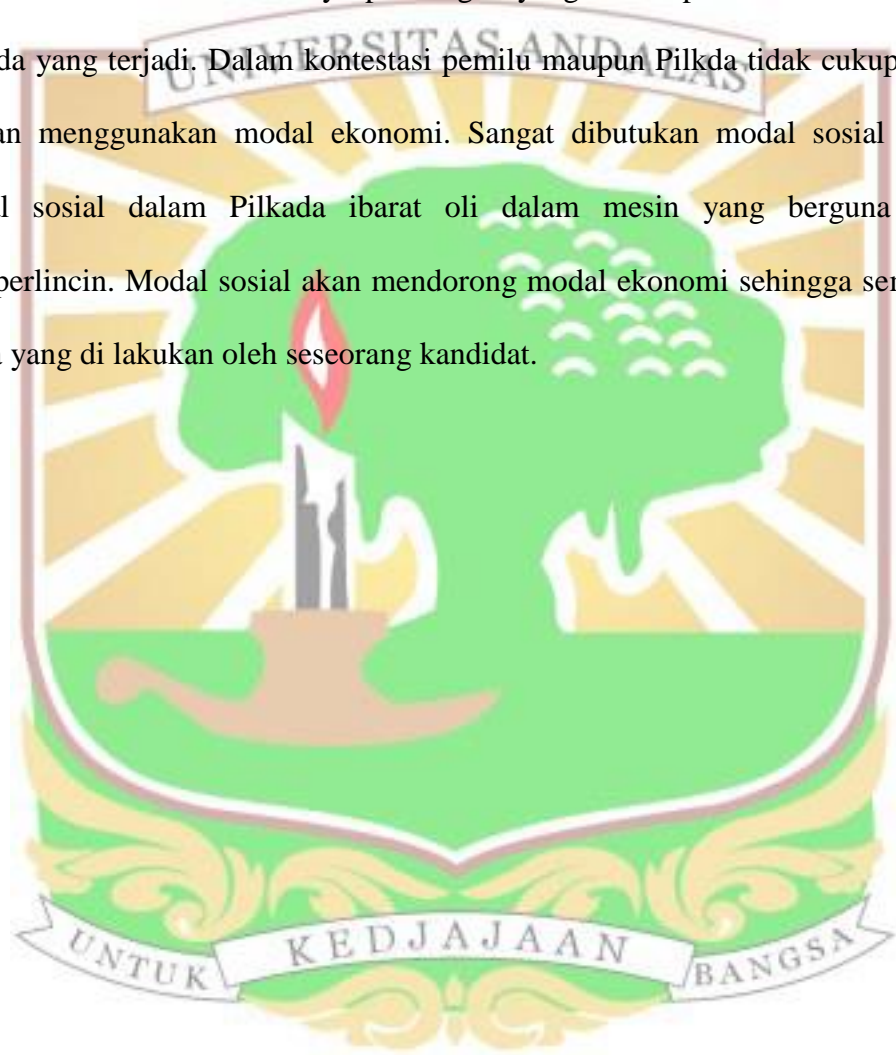 UNIVERSITAS ANDALAS
da yang terjadi. Dalam kontestasi pemilu maupun Pilkda tidak cukup
an menggunakan modal ekonomi. Sangat dibutukan modal sosial
l sosial dalam Pilkada ibarat oli dalam mesin yang berguna
perlincin. Modal sosial akan mendorong modal ekonomi sehingga
a yang di lakukan oleh seseorang kandidat.
UNTUK KEDJAJAAN BANGSA